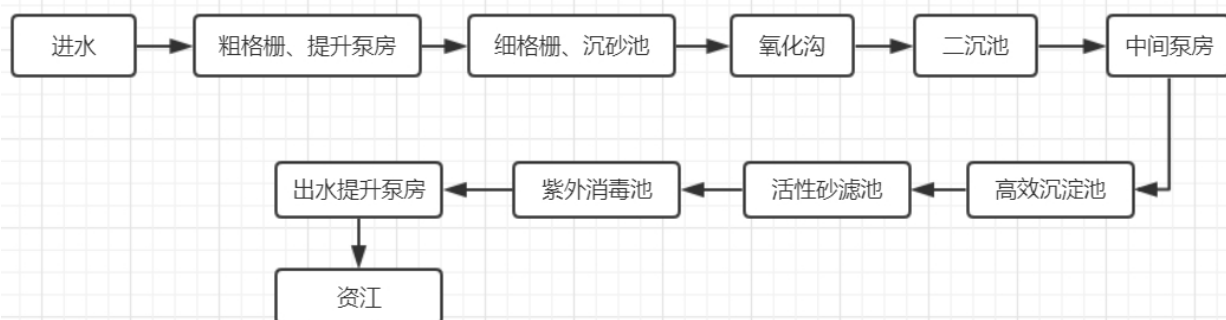 进水
粗格栅、提升泵房
细格栅、沉砂池
氧化沟
二沉池
中间泵房
高效沉淀池
活性砂滤池
紫外消毒池
出水提升泵房
资江